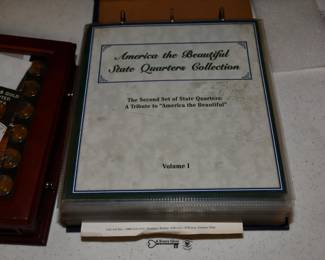 America the Beautiful
State Quarters Collection
The Second Set of State Quarters:
A Tribute to "America the Beautiful"
Volume I